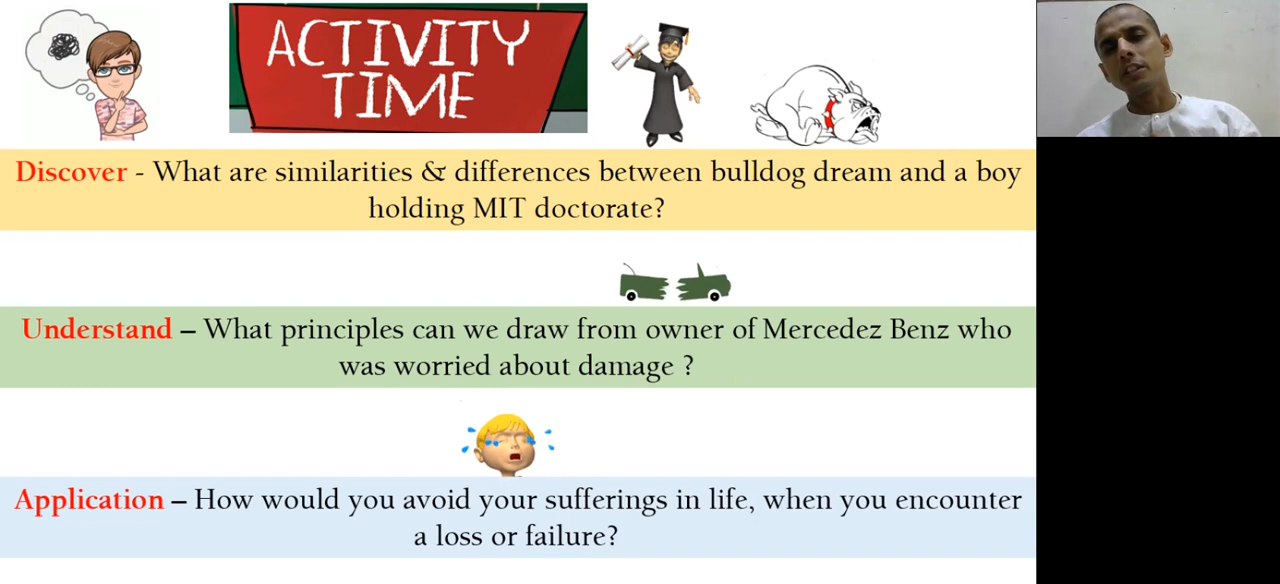 ACTIVITY
TIME
Discover - What are similarities & differences between bulldog dream and a boy
holding MIT doctorate?
Understand – What principles can we draw from owner of Mercedez Benz who
was worried about damage ?
Application – How would you avoid your sufferings in life, when you encounter
a loss or failure?